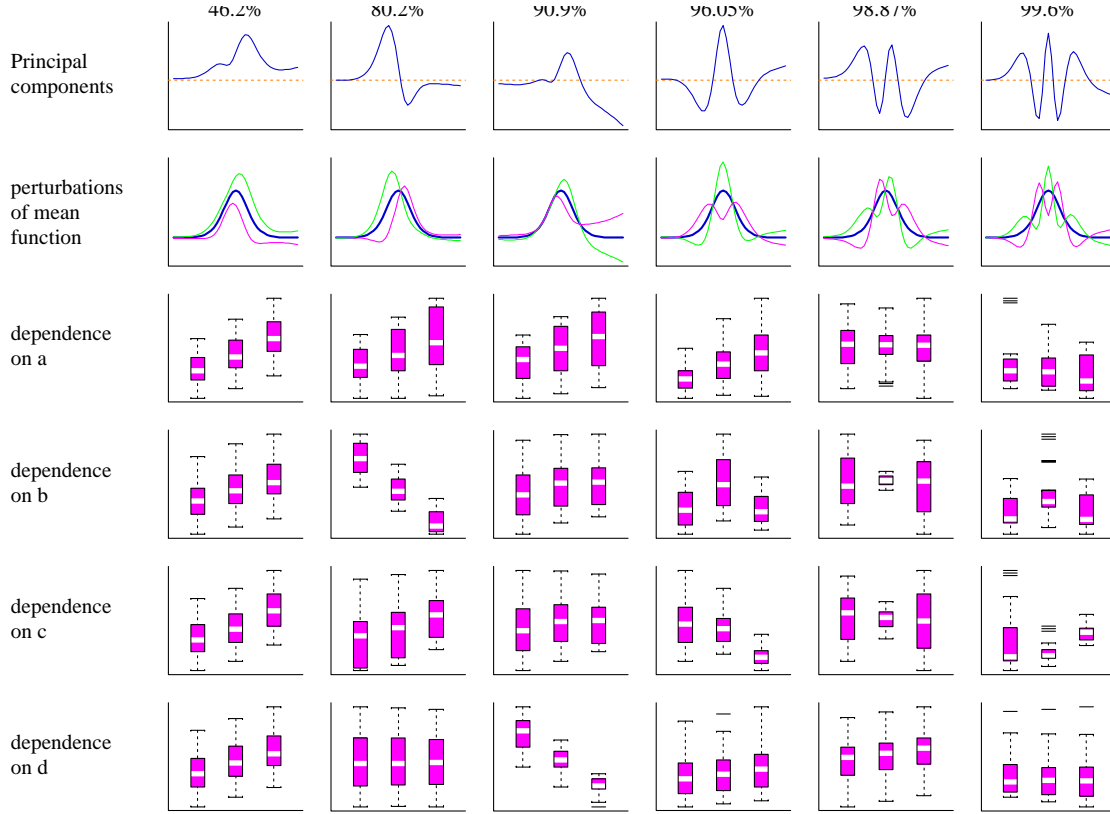 46.2% 80.2% 90.9% 96.05% 98.87% 99.6%
Principal
components
perturbations
of mean
function
dependence
on a
dependence
on b
dependence
on c
dependence
on d